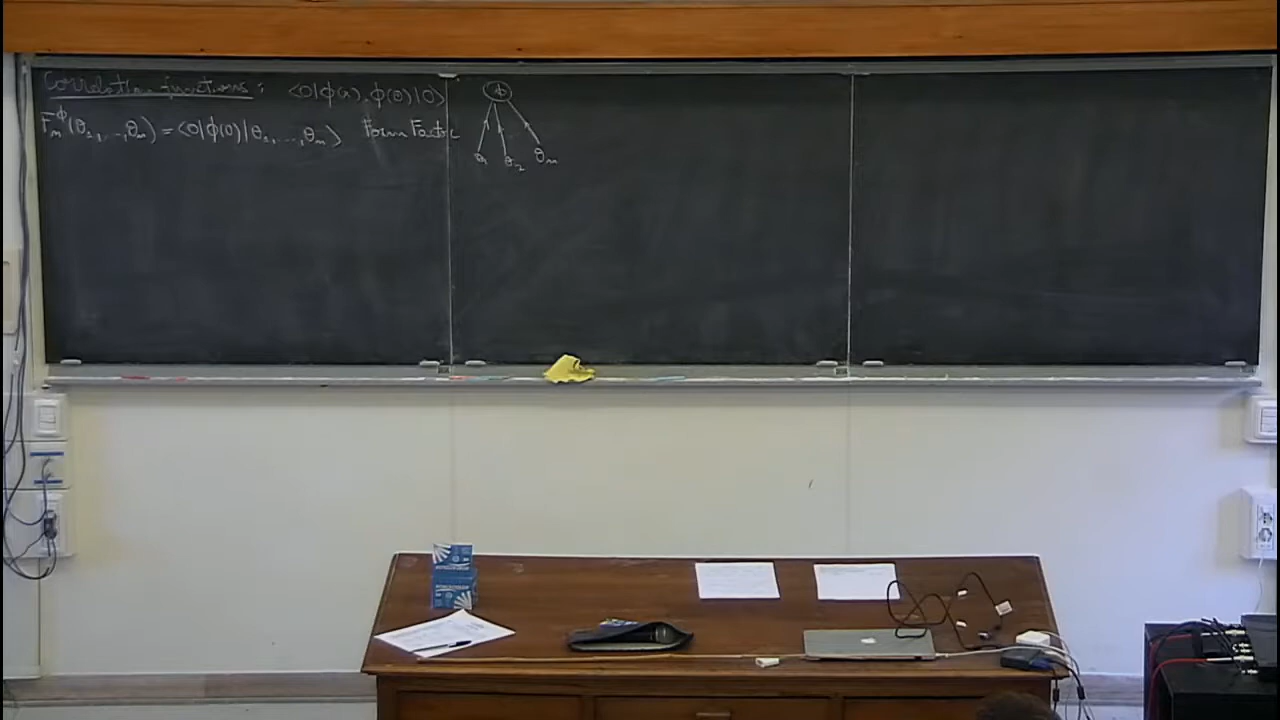 Correlation functions: <0|ϕ(x).ϕ(0)|0>
F_n^ϕ(θ_1,...,θ_n) = <0|ϕ(0)|θ_1,...,θ_n> Form Factor
ϕ
θ_1 θ_2 θ_n